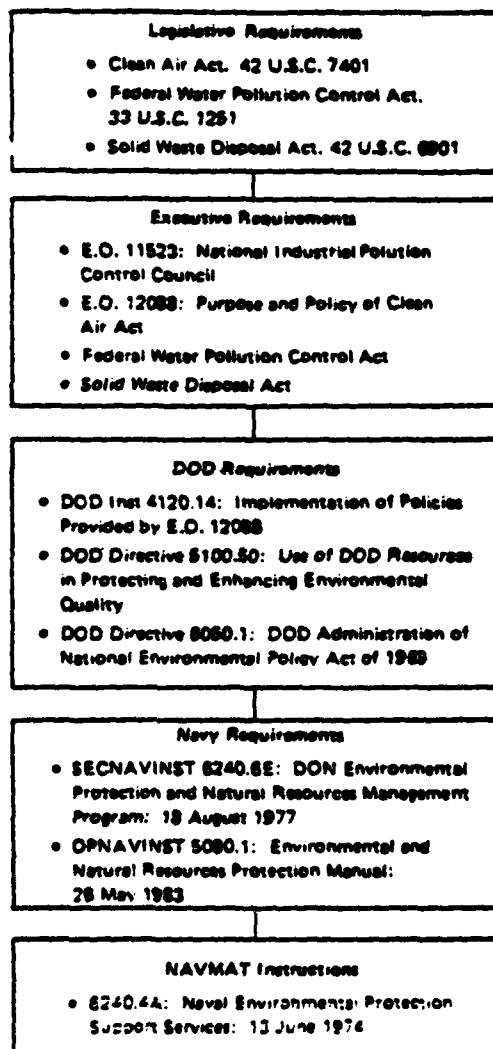 Legislative Requirements
• Clean Air Act. 42 U.S.C. 7401
• Federal Water Pollution Control Act.
33 U.S.C. 1251
• Solid Waste Disposal Act. 42 U.S.C. 6901
Executive Requirements
• E.O. 11523: National Industrial Polution
Control Council
• E.O. 12088: Purpose and Policy of Clean
Air Act
• Federal Water Pollution Control Act
• Solid Waste Disposal Act
DOD Requirements
• DOD Inst 4120.14: Implementation of Policies
Provided by E.O. 12088
• DOD Directive 5100.50: Use of DOD Resources
in Protecting and Enhancing Environmental
Quality
• DOD Directive 6050.1: DOD Administration of
National Environmental Policy Act of 1969
Navy Requirements
• SECNAVINST 6240.6E: DON Environmental
Protection and Natural Resources Management
Program: 18 August 1977
• OPNAVINST 5090.1: Environmental and
Natural Resources Protection Manual:
26 May 1983
NAVMAT Instructions
• 6240.4A: Naval Environmental Protection
Support Services: 13 June 1974